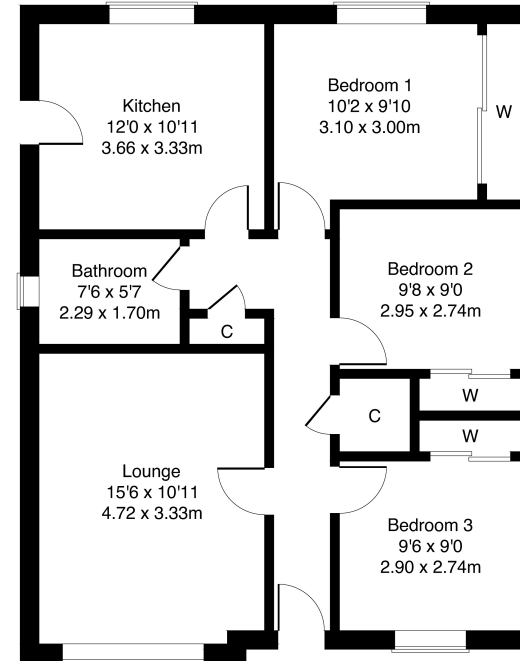 Kitchen
12'0 x 10'11
3.66 x 3.33m
Bedroom 1
10'2 x 9'10
3.10 x 3.00m
W
Bathroom
7'6 x 5'7
2.29 x 1.70m
C
Bedroom 2
9'8 x 9'0
2.95 x 2.74m
W
C
W
Lounge
15'6 x 10'11
4.72 x 3.33m
Bedroom 3
9'6 x 9'0
2.90 x 2.74m